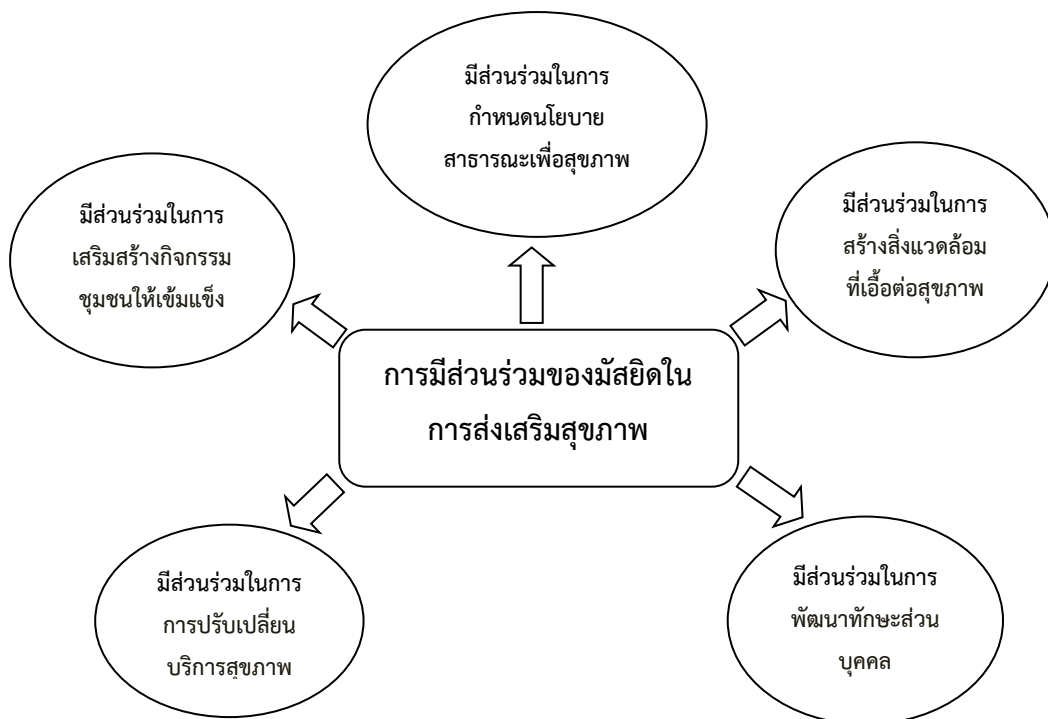 มีส่วนร่วมในการ
กำหนดนโยบาย
สาธารณะเพื่อสุขภาพ
มีส่วนร่วมในการ
เสริมสร้างกิจกรรม
ชุมชนให้เข้มแข็ง
มีส่วนร่วมในการ
สร้างสิ่งแวดล้อม
ที่เอื้อต่อสุขภาพ
การมีส่วนร่วมของมัสยิดใน
การส่งเสริมสุขภาพ
มีส่วนร่วมในการ
การปรับเปลี่ยน
บริการสุขภาพ
มีส่วนร่วมในการ
พัฒนาทักษะส่วน
บุคคล